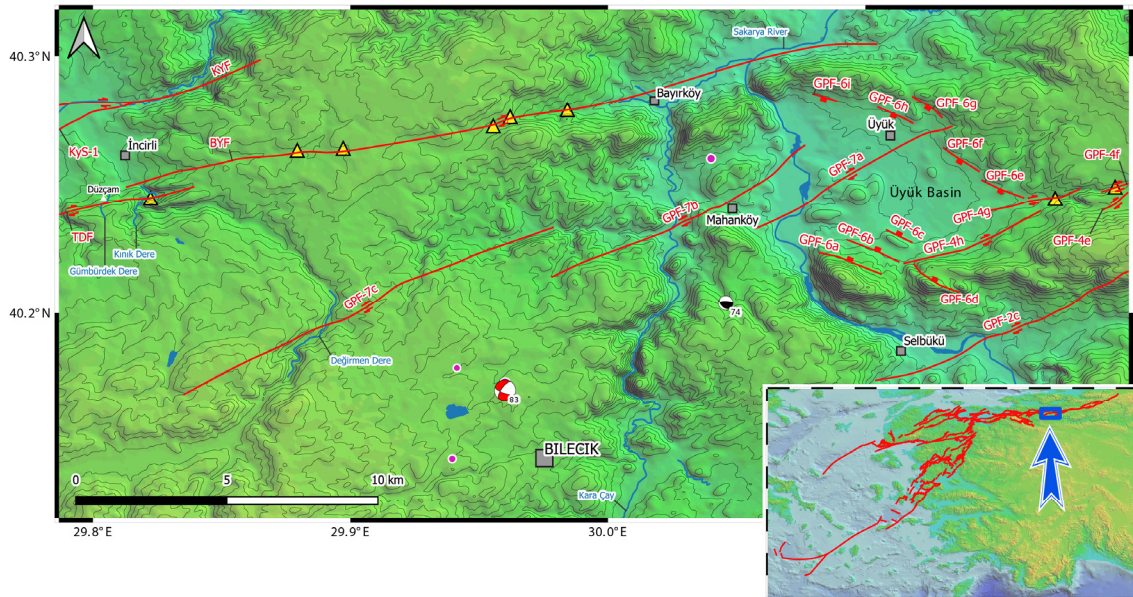 40.3°N
Sakarya River
KYF
GPF-6i
GPF-6h
GPF-6g
Bayırköy
Üyük
KyS-1
İncirli
BYF
GPF-7a
GPF-6f
GPF-4f
Düzçam
GPF-6e
Üyük Basin
TDF
GPF-7b
Mahanköy
GPF-4g
GPF-6c
GPF-6b
GPF-4h
GPF-4e
GPF-6a
Kınık Dere
Gümbürdek Dere
GPF-7c
GPF-6d
40.2°N
74
GPF-2c
Selbükü
Değirmen Dere
83
BILECIK
0
5
10 km
Kara Çay
29.8°E
29.9°E
30.0°E